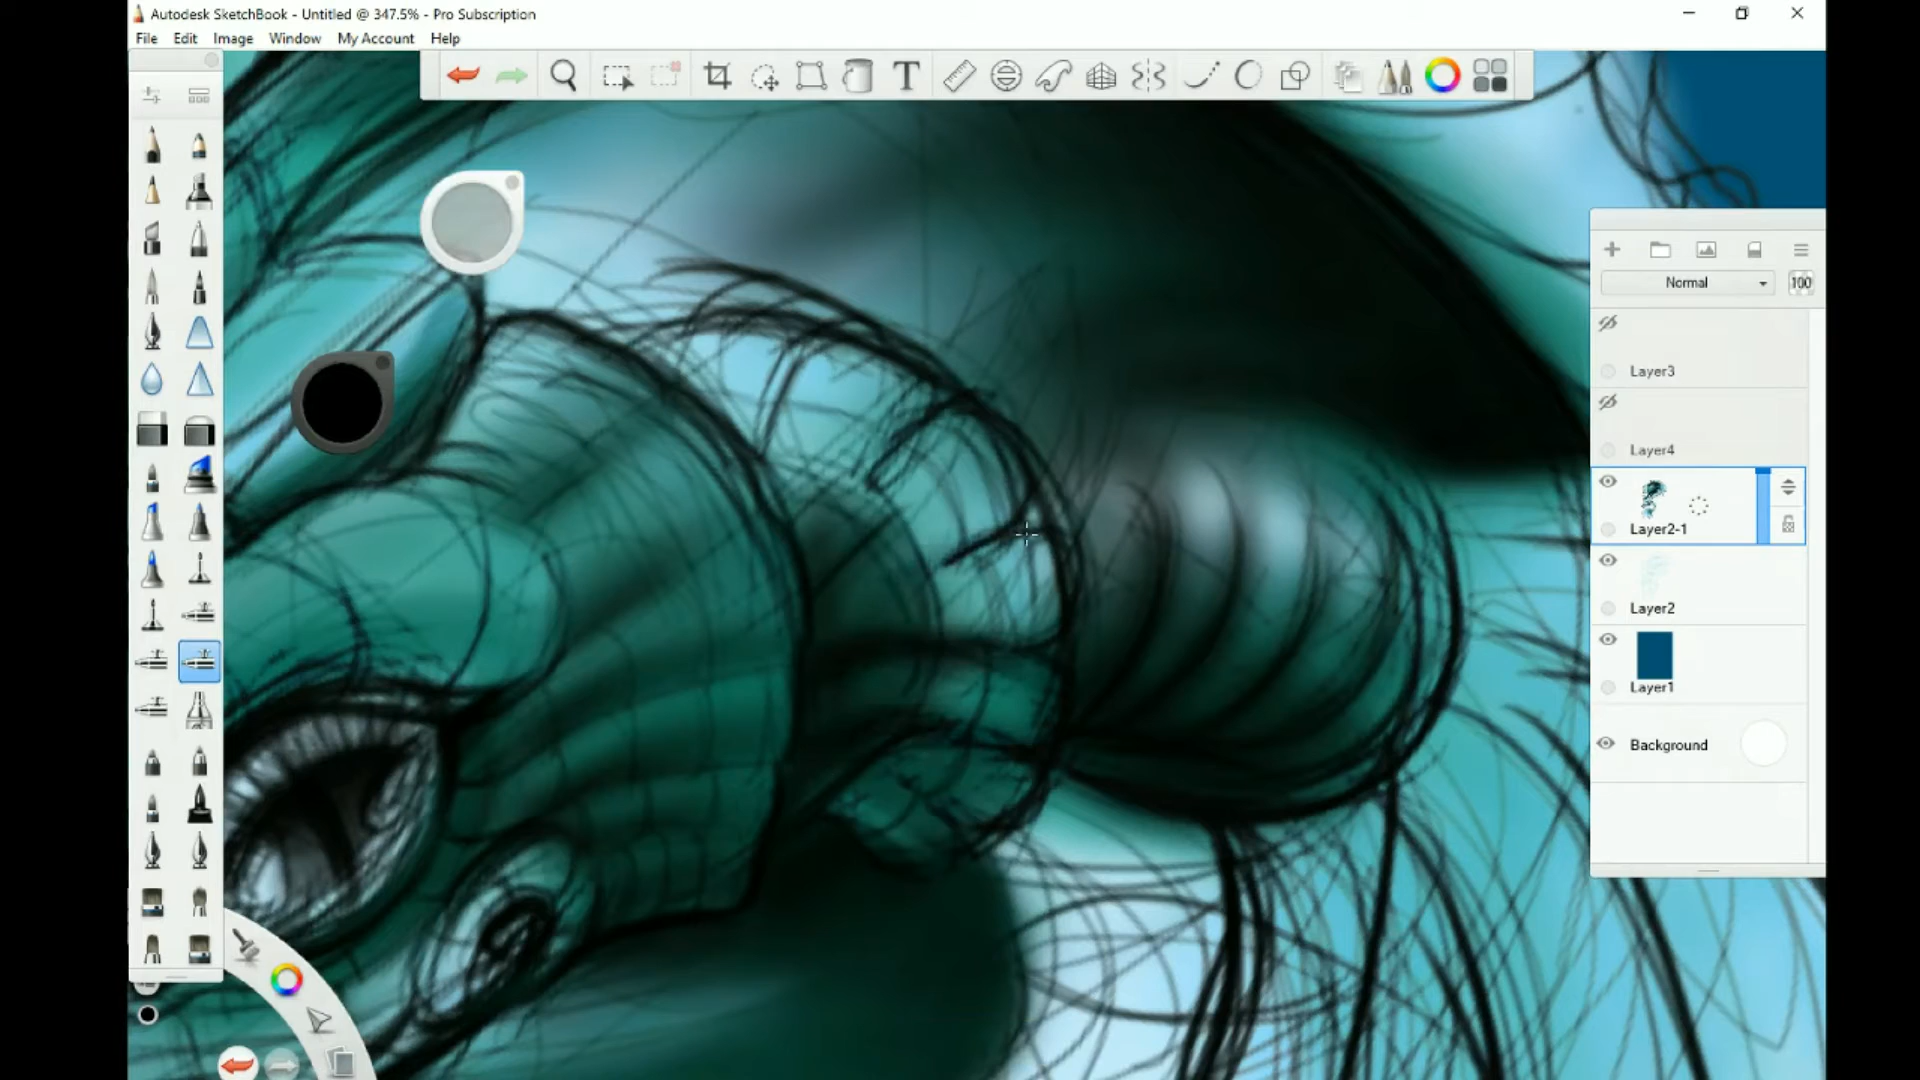 Autodesk SketchBook - Untitled @ 347.5% - Pro Subscription
File Edit Image Window My Account Help
T
Normal 100
Layer3
Layer4
Layer2-1
Layer2
Layer1
Background